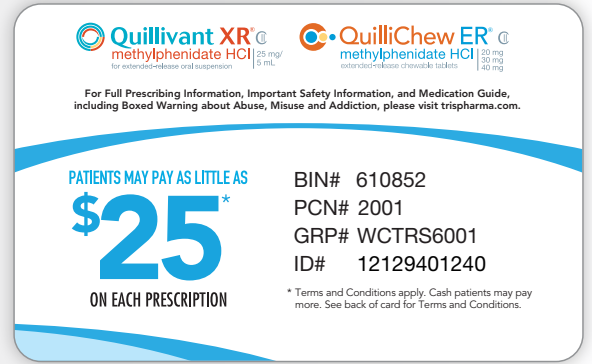 Quillivant XR® CII
methylphenidate HCl 25 mg/
5 mL
for extended-release oral suspension
QuilliChew ER® CII
methylphenidate HCl 20 mg
30 mg
extended-release chewable tablets 40 mg
For Full Prescribing Information, Important Safety Information, and Medication Guide,
including Boxed Warning about Abuse, Misuse and Addiction, please visit trispharma.com.
PATIENTS MAY PAY AS LITTLE AS
$25*
ON EACH PRESCRIPTION
BIN# 610852
PCN# 2001
GRP# WCTRS6001
ID# 12129401240
* Terms and Conditions apply. Cash patients may pay
more. See back of card for Terms and Conditions.